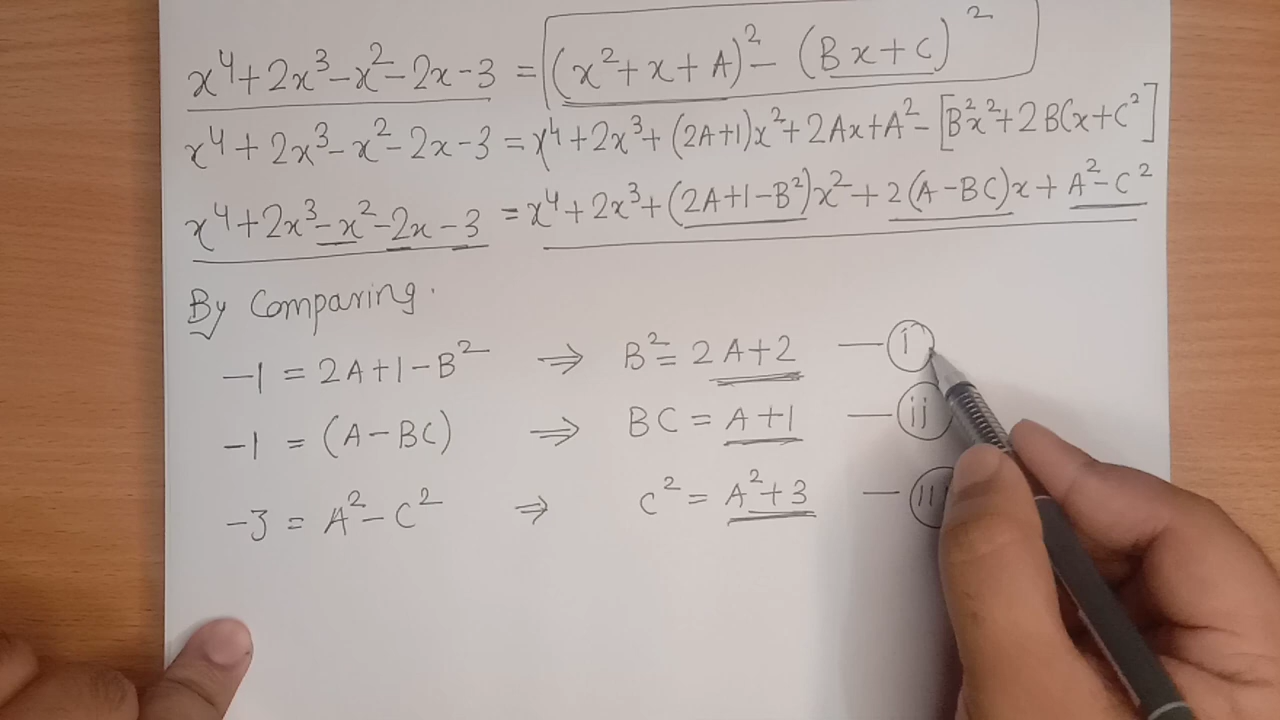 x⁴+2x³-x²-2x-3 = (x²+x+A)² - (Bx+C)²
x⁴+2x³-x²-2x-3 = x⁴+2x³+(2A+1)x²+2Ax+A²-[B²x²+2BCx+C²]
x⁴+2x³-x²-2x-3 = x⁴+2x³+(2A+1-B²)x²+2(A-BC)x+A²-C²
By Comparing.
-1 = 2A+1-B² ⇒ B² = 2A+2 — (i)
-1 = (A-BC) ⇒ BC = A+1 — (ii)
-3 = A²-C² ⇒ C² = A²+3 — (iii)